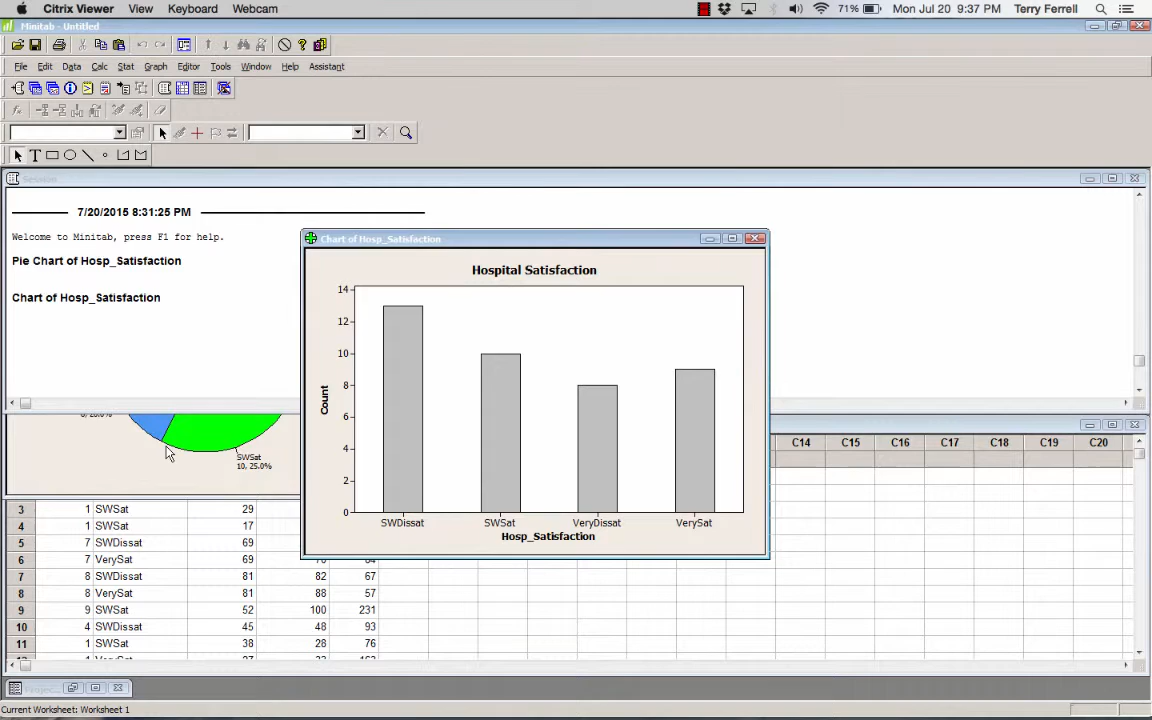 Citrix Viewer View Keyboard Webcam 71% Mon Jul 20 9:37 PM Terry Ferrell
Minitab - Untitled
File Edit Data Calc Stat Graph Editor Tools Window Help Assistant
Session
7/20/2015 8:31:25 PM
Welcome to Minitab, press F1 for help.
Pie Chart of Hosp_Satisfaction
Chart of Hosp_Satisfaction
Chart of Hosp_Satisfaction
Hospital Satisfaction
14
12
10
8
6
4
2
0
Count
SWDissat SWSat VeryDissat VerySat
Hosp_Satisfaction
SWSat
10, 25.0%
C14 C15 C16 C17 C18 C19 C20
3 1 SWSat 29
4 1 SWSat 17
5 7 SWDissat 69
6 7 VerySat 69
7 8 SWDissat 81 82 67
8 8 VerySat 81 88 57
9 9 SWSat 52 100 231
10 4 SWDissat 45 48 93
11 1 SWSat 38 28 76
Projec...
Current Worksheet: Worksheet 1